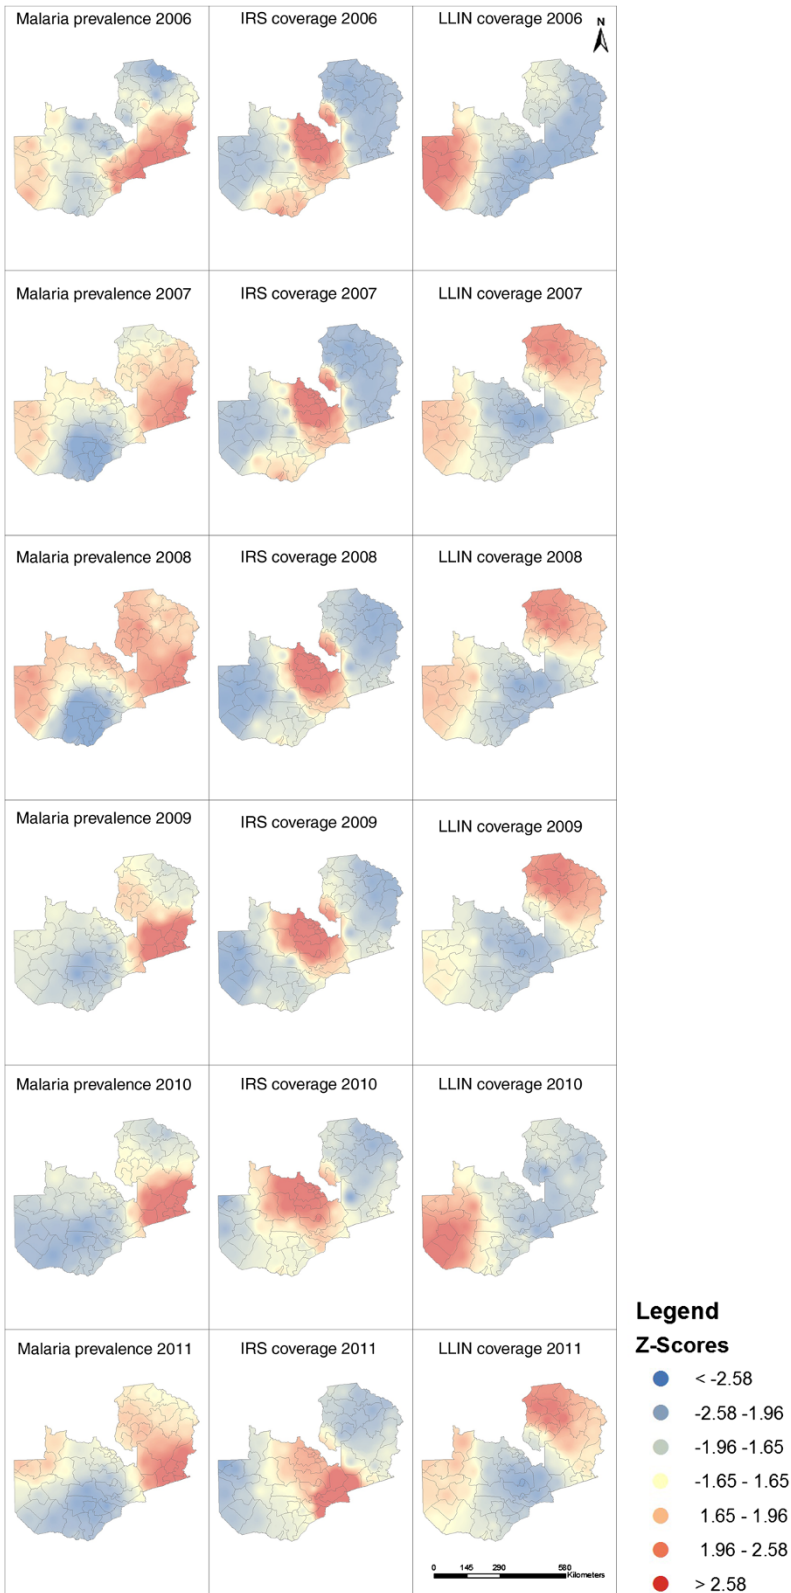 Malaria prevalence 2006
IRS coverage 2006
LLIN coverage 2006
N
Malaria prevalence 2007
IRS coverage 2007
LLIN coverage 2007
Malaria prevalence 2008
IRS coverage 2008
LLIN coverage 2008
Malaria prevalence 2009
IRS coverage 2009
LLIN coverage 2009
Malaria prevalence 2010
IRS coverage 2010
LLIN coverage 2010
Malaria prevalence 2011
IRS coverage 2011
LLIN coverage 2011
0 145 290 580
Kilometers
Legend
Z-Scores
< -2.58
-2.58 -1.96
-1.96 -1.65
-1.65 - 1.65
1.65 - 1.96
1.96 - 2.58
> 2.58